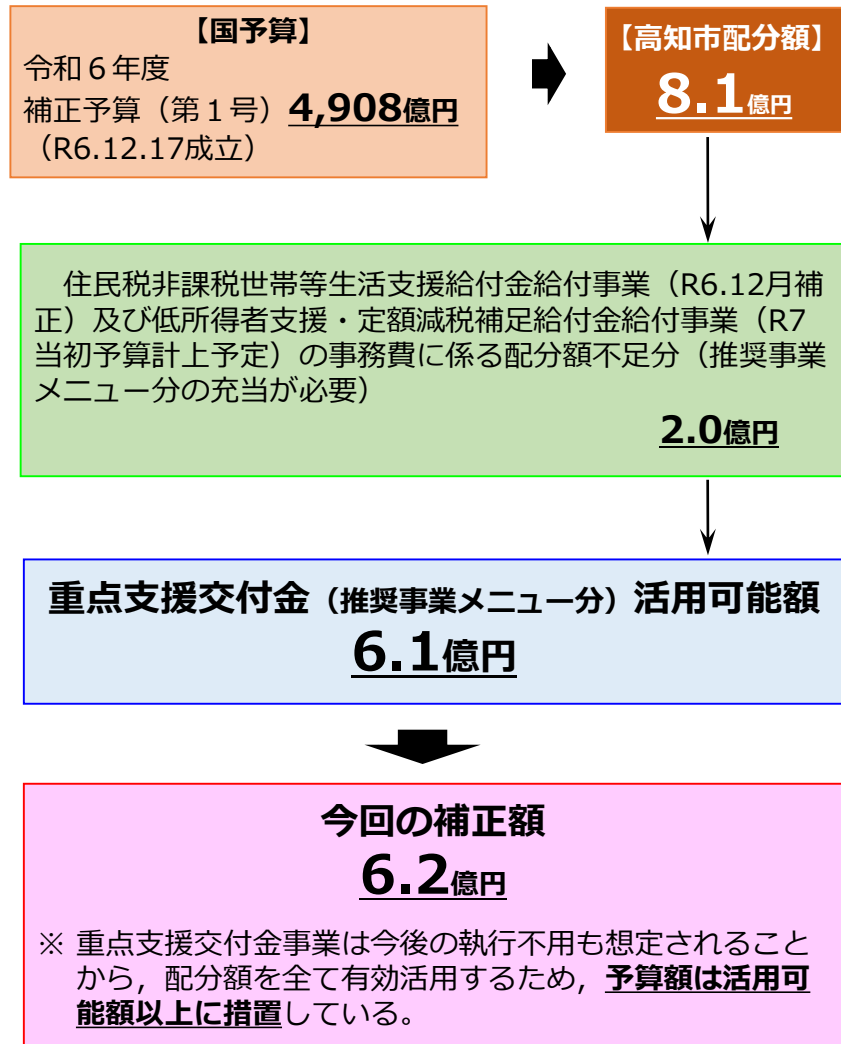 【国予算】
令和６年度
補正予算（第１号）4,908億円
（R6.12.17成立）
【高知市配分額】
8.1億円
住民税非課税世帯等生活支援給付金給付事業（R6.12月補
正）及び低所得者支援・定額減税補足給付金給付事業（R7
当初予算計上予定）の事務費に係る配分額不足分（推奨事業
メニュー分の充当が必要）
2.0億円
重点支援交付金（推奨事業メニュー分）活用可能額
6.1億円
今回の補正額
6.2億円
※ 重点支援交付金事業は今後の執行不用も想定されること
から，配分額を全て有効活用するため，予算額は活用可
能額以上に措置している。